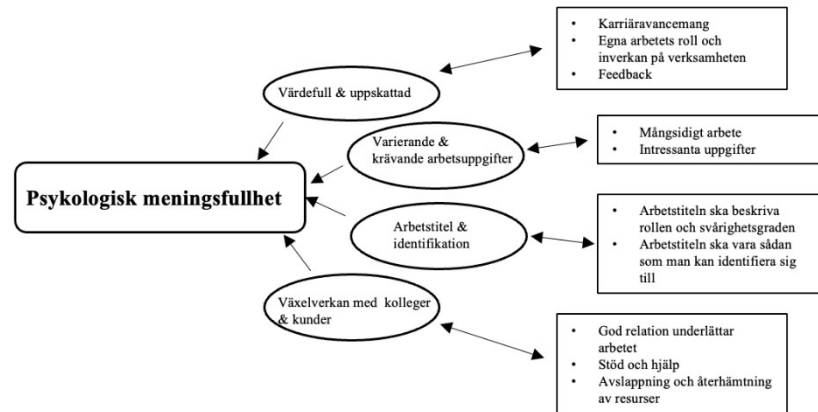 Karriäravancemang
Egna arbetets roll och
inverkan på verksamheten
Feedback
Värdefull & uppskattad
Varierande &
krävande arbetsuppgifter
Mångsidigt arbete
Intressanta uppgifter
Psykologisk meningsfullhet
Arbetstitel &
identifikation
Arbetstiteln ska beskriva
rollen och svårighetsgraden
Arbetstiteln ska vara sådan
som man kan identifiera sig
till
Växelverkan med kolleger
& kunder
God relation underlättar
arbetet
Stöd och hjälp
Avslappning och återhämtning
av resurser